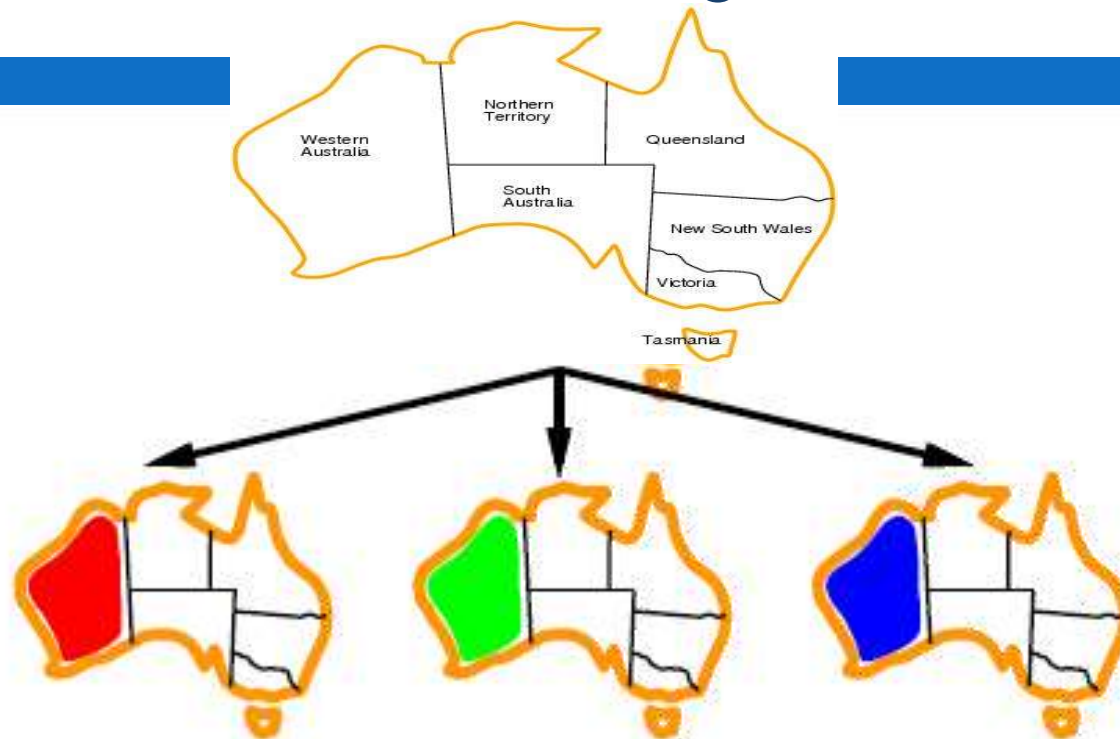 Northern
Territory
Western
Australia
Queensland
South
Australia
New South Wales
Victoria
Tasmania